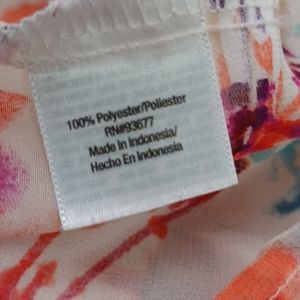 100% Polyester/Poliester
RN#93677
Made In Indonesia/
Hecho En Indonesia